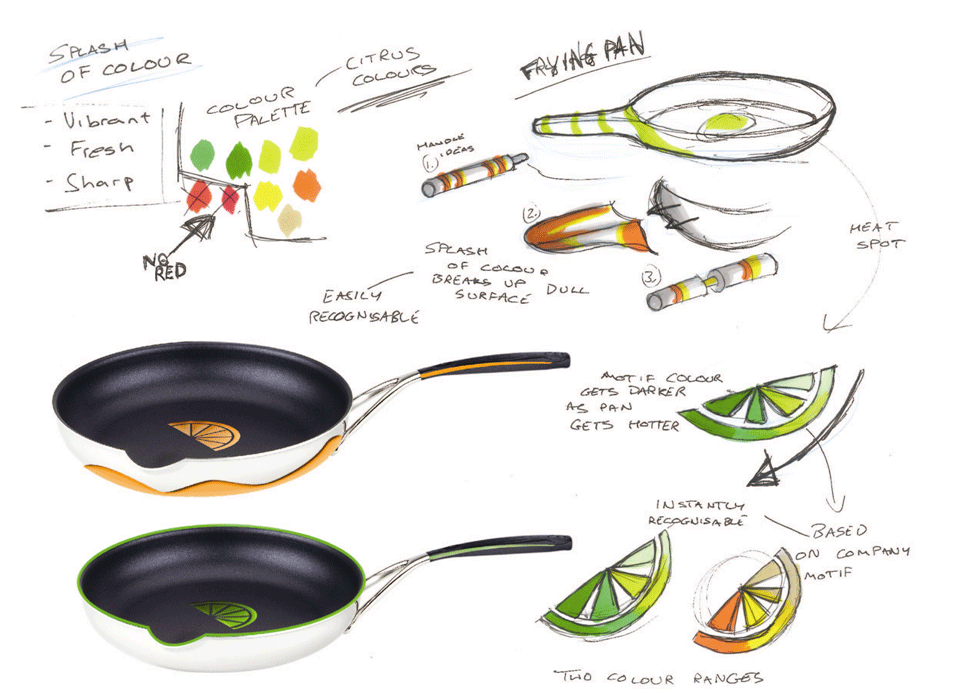 SPLASH
OF COLOUR
- Vibrant
- Fresh
- Sharp
COLOUR
PALETTE
CITRUS
COLOURS
NO
RED
FRYING PAN
HANDLE
IDEAS
1.
2.
3.
SPLASH
OF COLOUR
BREAKS UP DULL
SURFACE
EASILY
RECOGNISABLE
HEAT
SPOT
MOTIF COLOUR
GETS DARKER
AS PAN
GETS HOTTER
INSTANTLY
RECOGNISABLE
BASED
ON COMPANY
MOTIF
TWO COLOUR RANGES